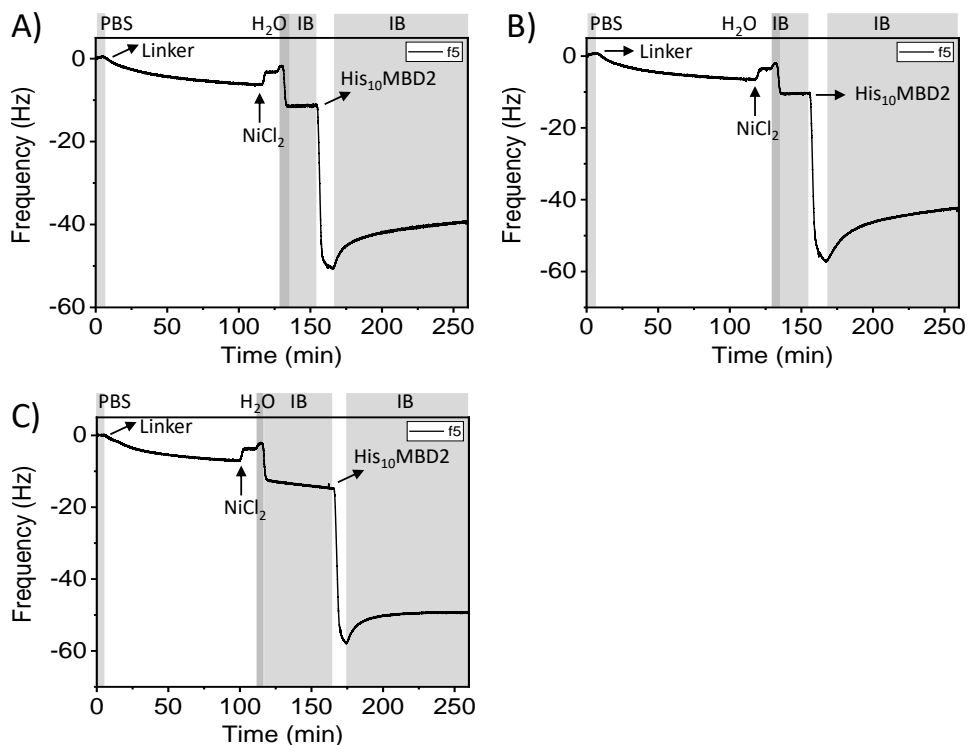 A)
PBS
H₂O
IB
IB
Linker
f5
His₁₀MBD2
NiCl₂
Frequency (Hz)
0
-20
-40
-60
0
50
100
150
200
250
Time (min)
B)
PBS
H₂O
IB
IB
Linker
f5
His₁₀MBD2
NiCl₂
Frequency (Hz)
0
-20
-40
-60
0
50
100
150
200
250
Time (min)
C)
PBS
H₂O
IB
IB
Linker
f5
His₁₀MBD2
NiCl₂
Frequency (Hz)
0
-20
-40
-60
0
50
100
150
200
250
Time (min)